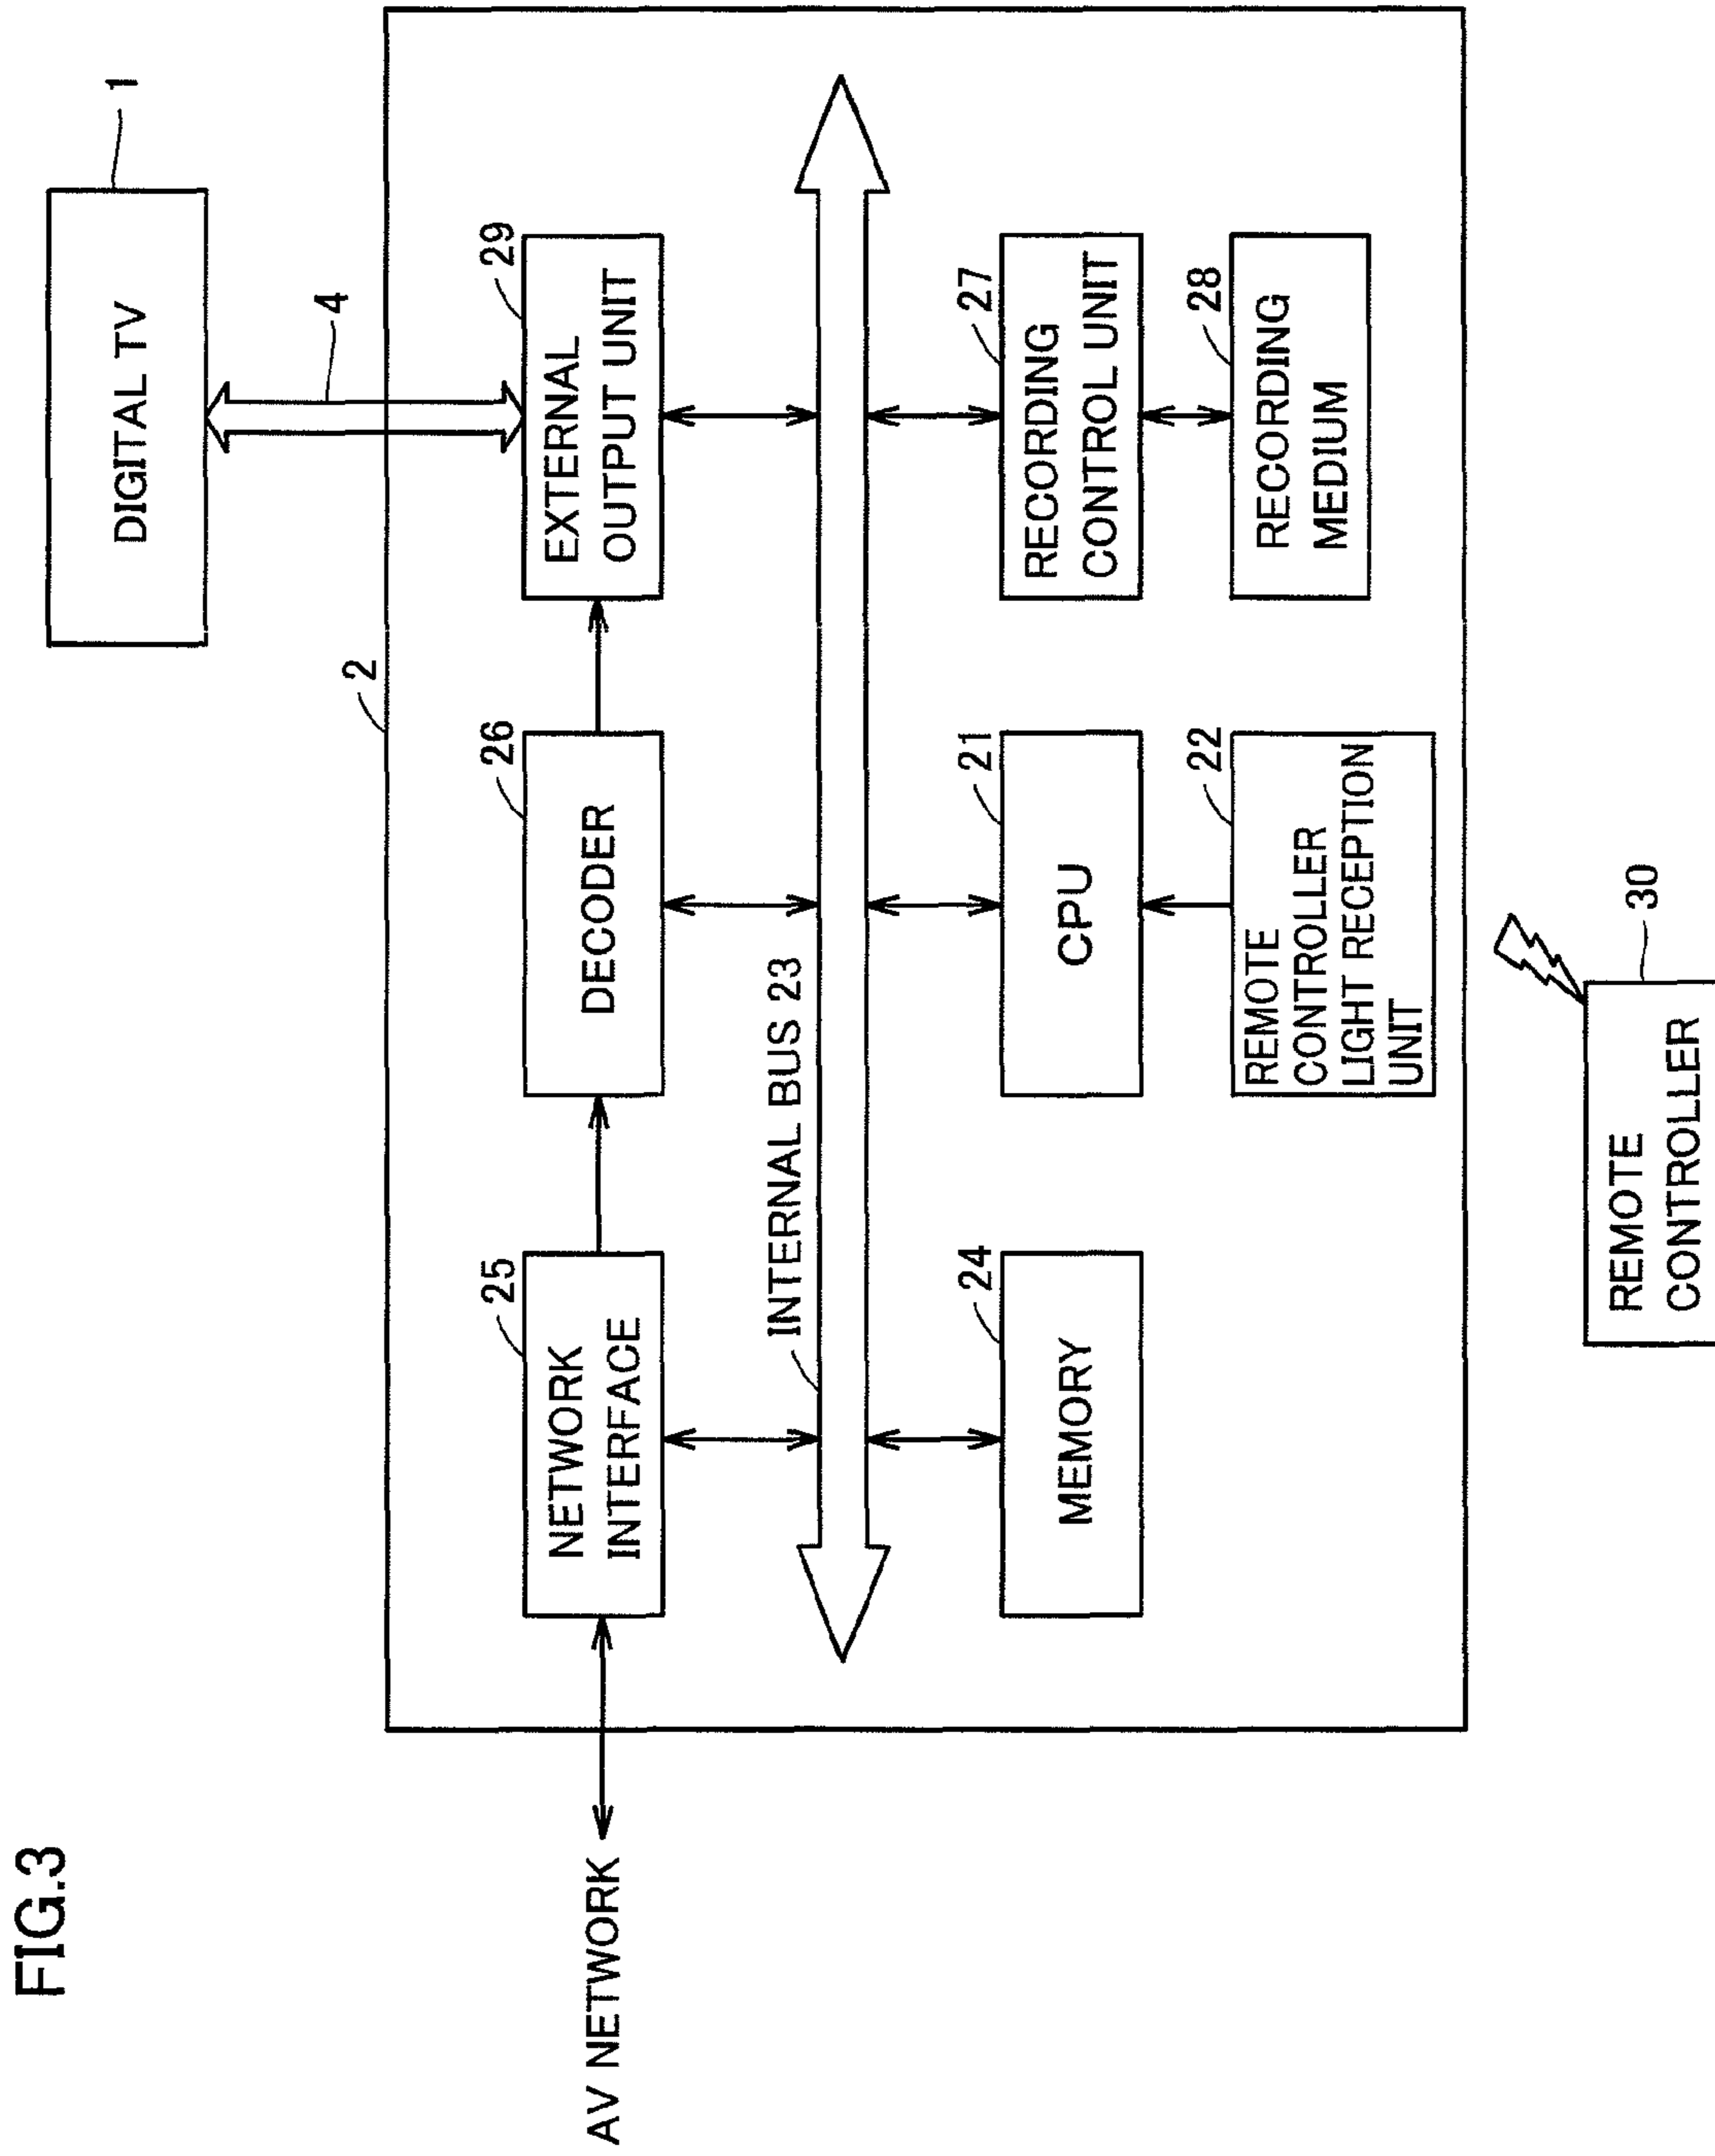 FIG.3
DIGITAL TV
1
4
2
AV NETWORK
NETWORK
INTERFACE
25
DECODER
26
EXTERNAL
OUTPUT UNIT
29
INTERNAL BUS 23
MEMORY
24
CPU
21
RECORDING
CONTROL UNIT
27
REMOTE
CONTROLLER
LIGHT RECEPTION
UNIT
22
RECORDING
MEDIUM
28
REMOTE
CONTROLLER
30